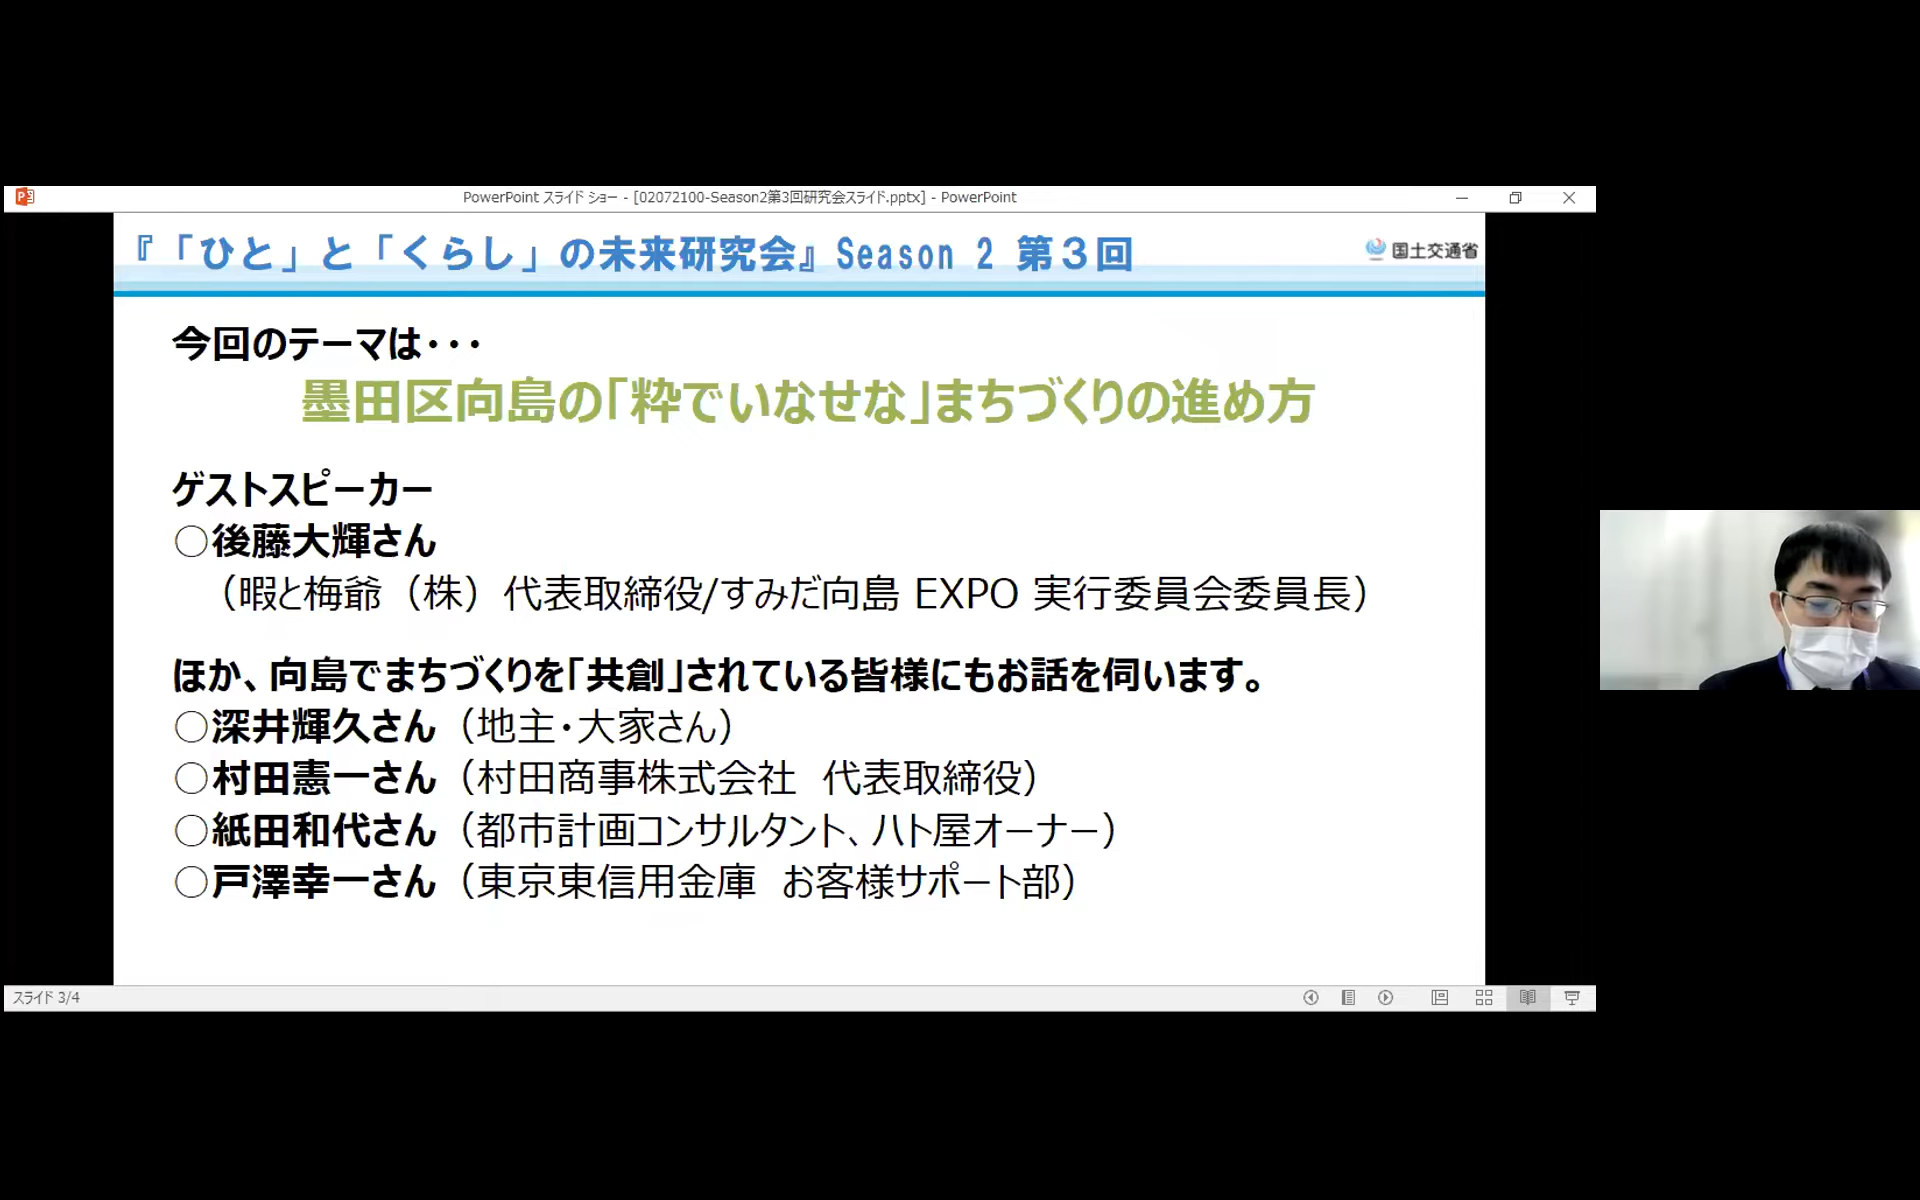 PowerPoint スライド ショー - [02072100-Season2第3回研究会スライド.pptx] - PowerPoint
『「ひと」と「くらし」の未来研究会』Season 2 第３回
国土交通省
今回のテーマは・・・
墨田区向島の「粋でいなせな」まちづくりの進め方
ゲストスピーカー
○後藤大輝さん
（暇と梅爺（株）代表取締役/すみだ向島 EXPO 実行委員会委員長）
ほか、向島でまちづくりを「共創」されている皆様にもお話を伺います。
○深井輝久さん（地主・大家さん）
○村田憲一さん（村田商事株式会社　代表取締役）
○紙田和代さん（都市計画コンサルタント、ハト屋オーナー）
○戸澤幸一さん（東京東信用金庫　お客様サポート部）
スライド 3/4